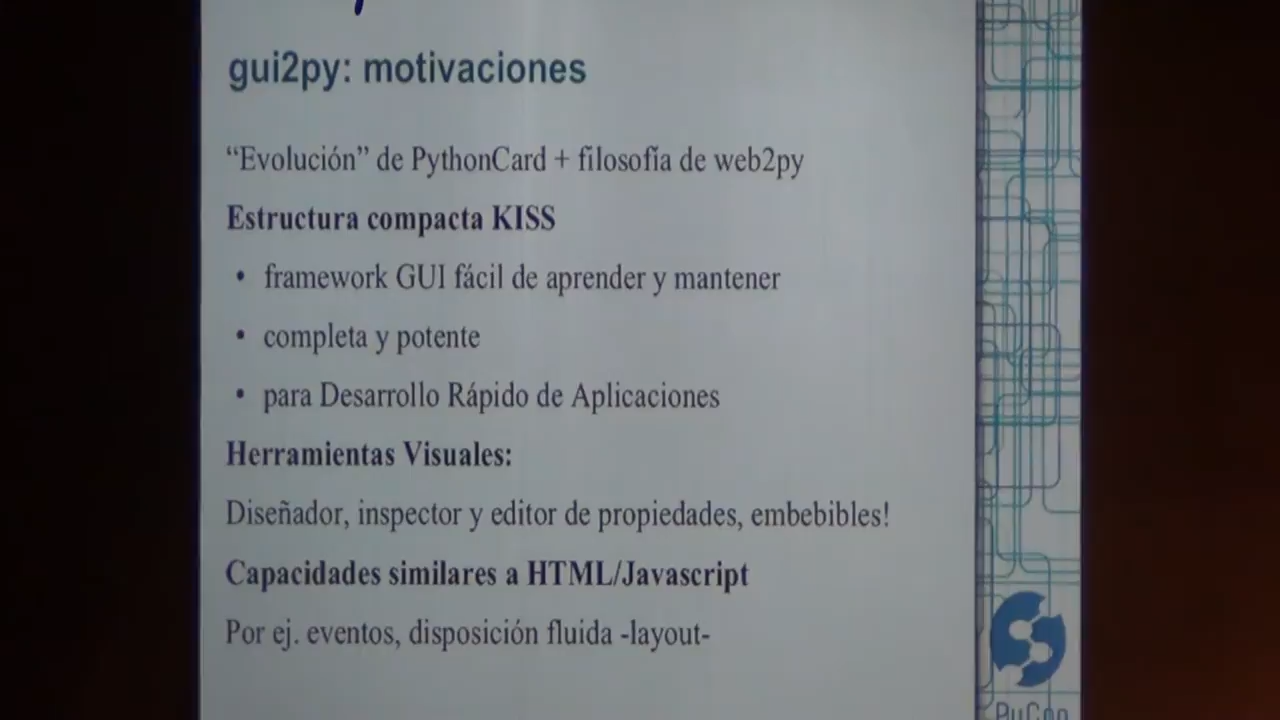 gui2py: motivaciones
“Evolución” de PythonCard + filosofía de web2py
Estructura compacta KISS
• framework GUI fácil de aprender y mantener
• completa y potente
• para Desarrollo Rápido de Aplicaciones
Herramientas Visuales:
Diseñador, inspector y editor de propiedades, embebibles!
Capacidades similares a HTML/Javascript
Por ej. eventos, disposición fluida -layout-
PyCon